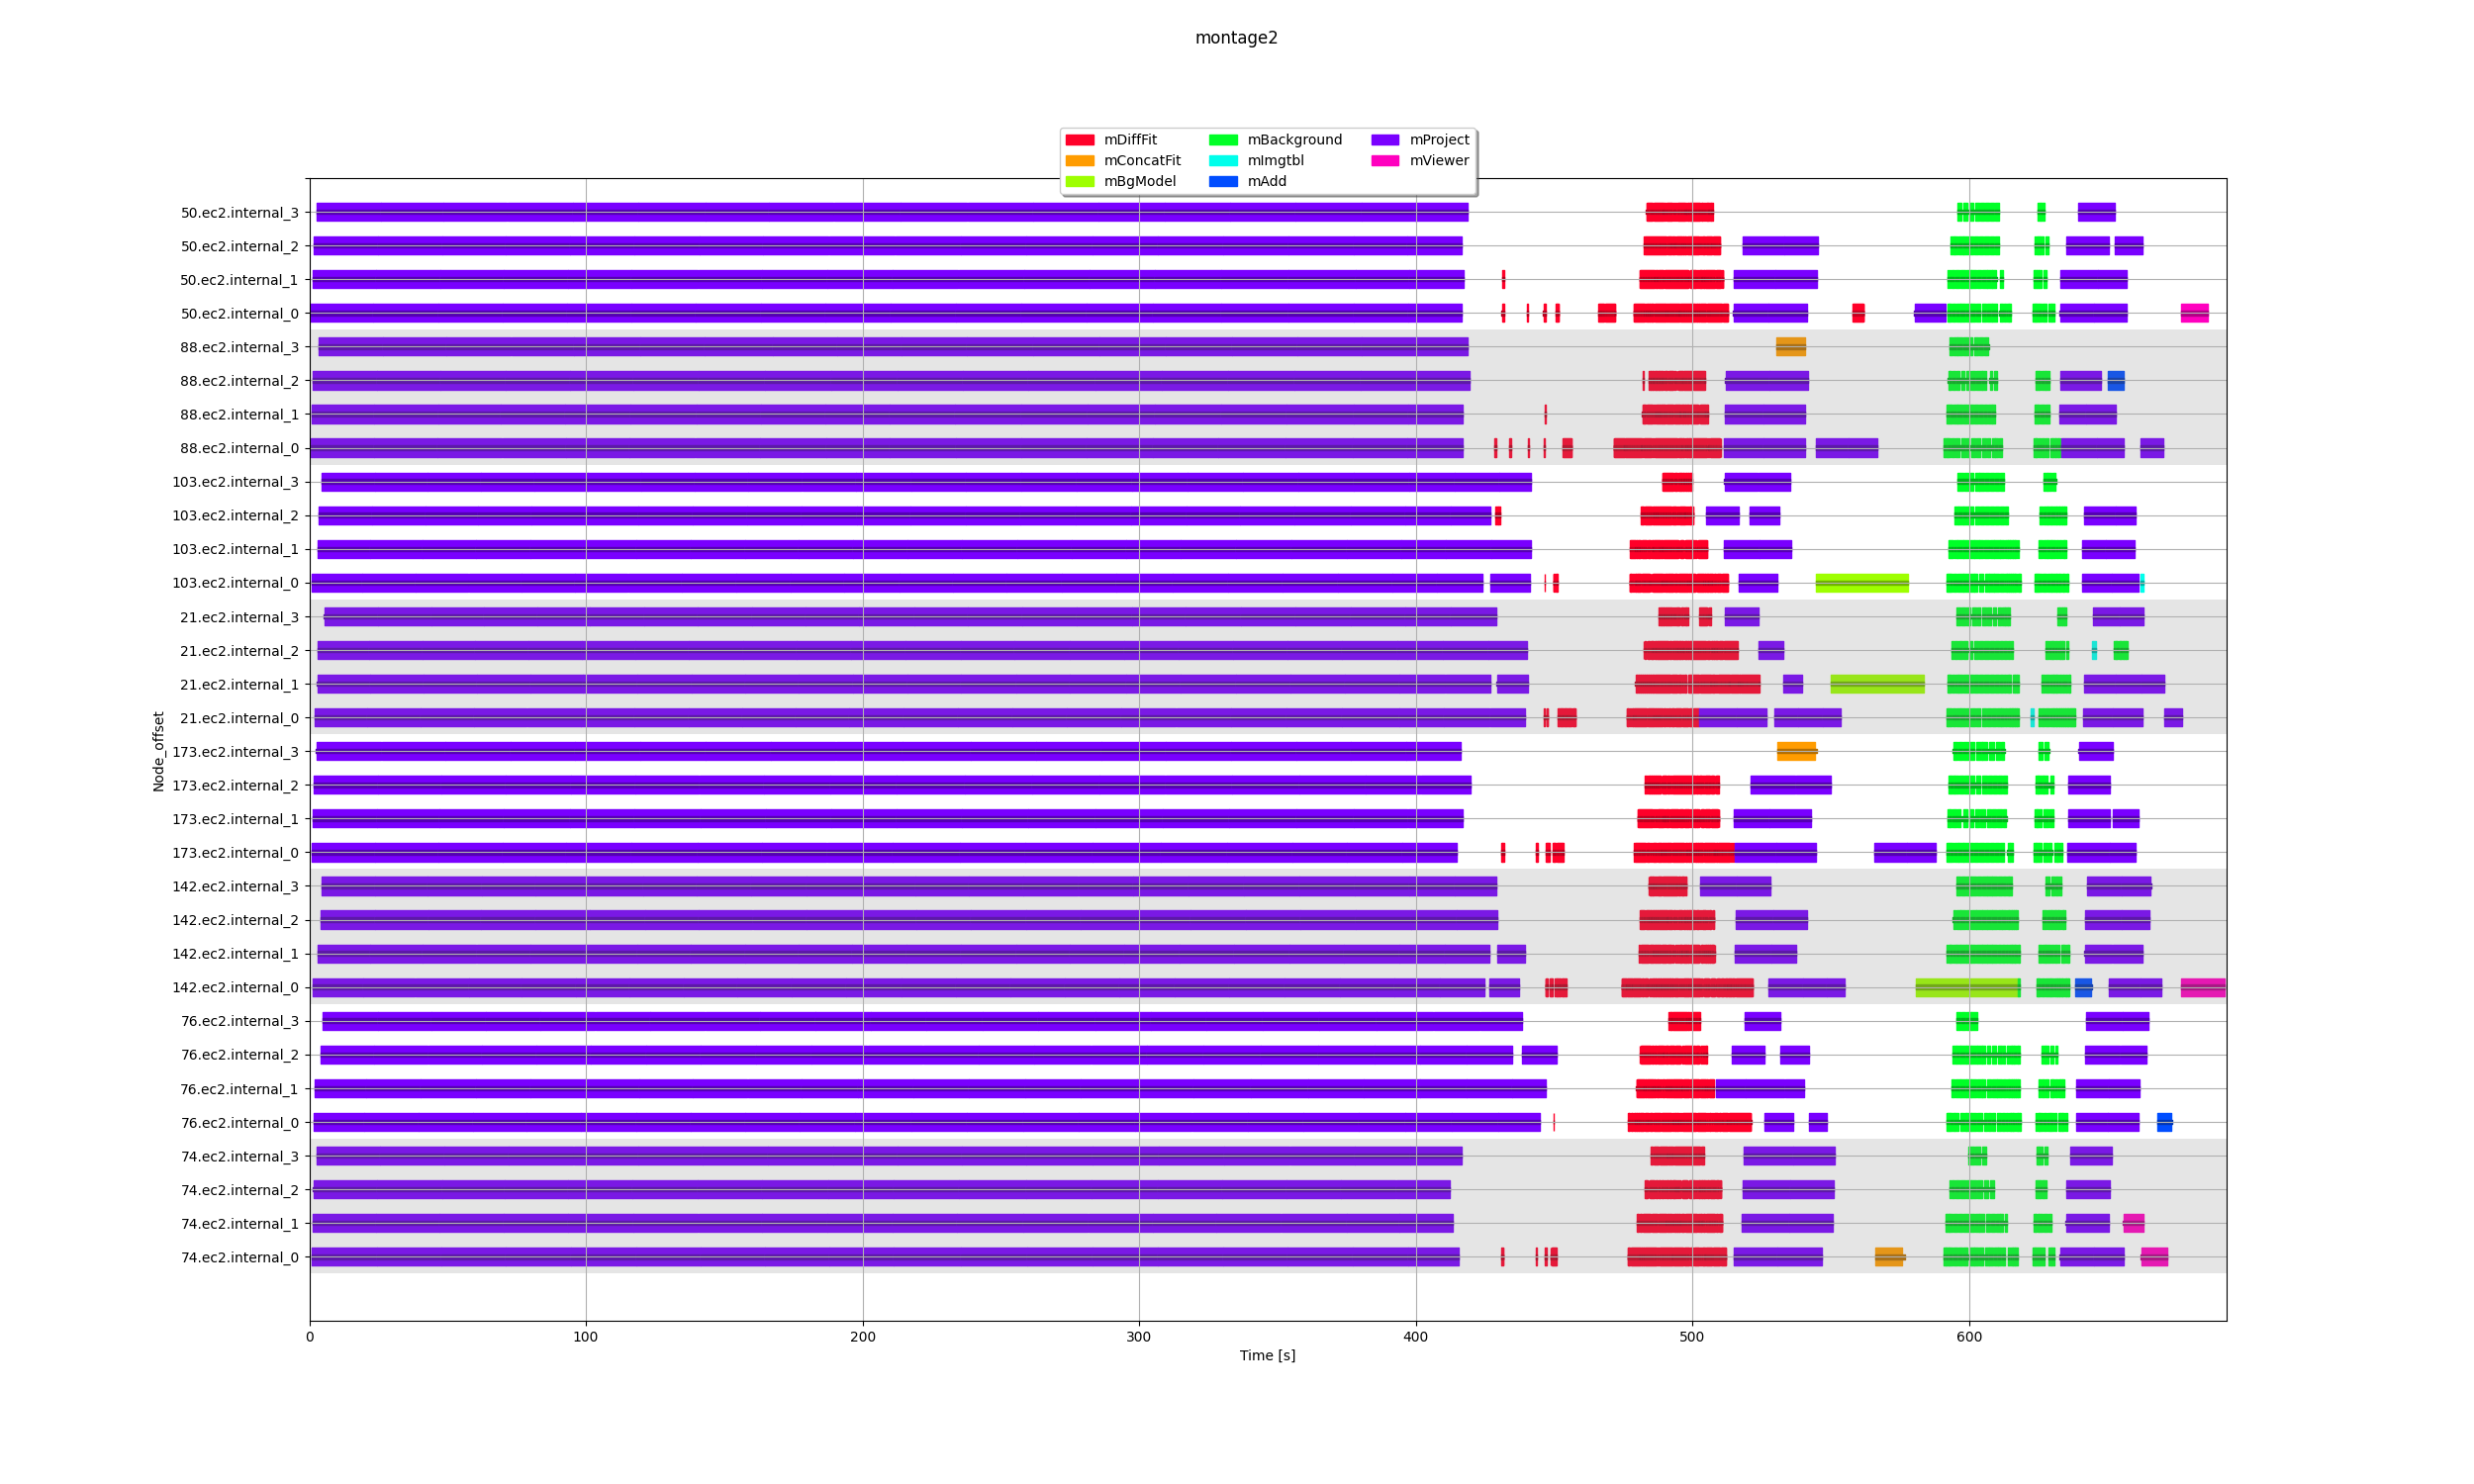 montage2
mDiffFit mBackground mProject
mConcatFit mImgtbl mViewer
mBgModel mAdd
50.ec2.internal_3
50.ec2.internal_2
50.ec2.internal_1
50.ec2.internal_0
88.ec2.internal_3
88.ec2.internal_2
88.ec2.internal_1
88.ec2.internal_0
103.ec2.internal_3
103.ec2.internal_2
103.ec2.internal_1
103.ec2.internal_0
21.ec2.internal_3
21.ec2.internal_2
21.ec2.internal_1
21.ec2.internal_0
173.ec2.internal_3
173.ec2.internal_2
173.ec2.internal_1
173.ec2.internal_0
142.ec2.internal_3
142.ec2.internal_2
142.ec2.internal_1
142.ec2.internal_0
76.ec2.internal_3
76.ec2.internal_2
76.ec2.internal_1
76.ec2.internal_0
74.ec2.internal_3
74.ec2.internal_2
74.ec2.internal_1
74.ec2.internal_0
Node_offset
0 100 200 300 400 500 600
Time [s]